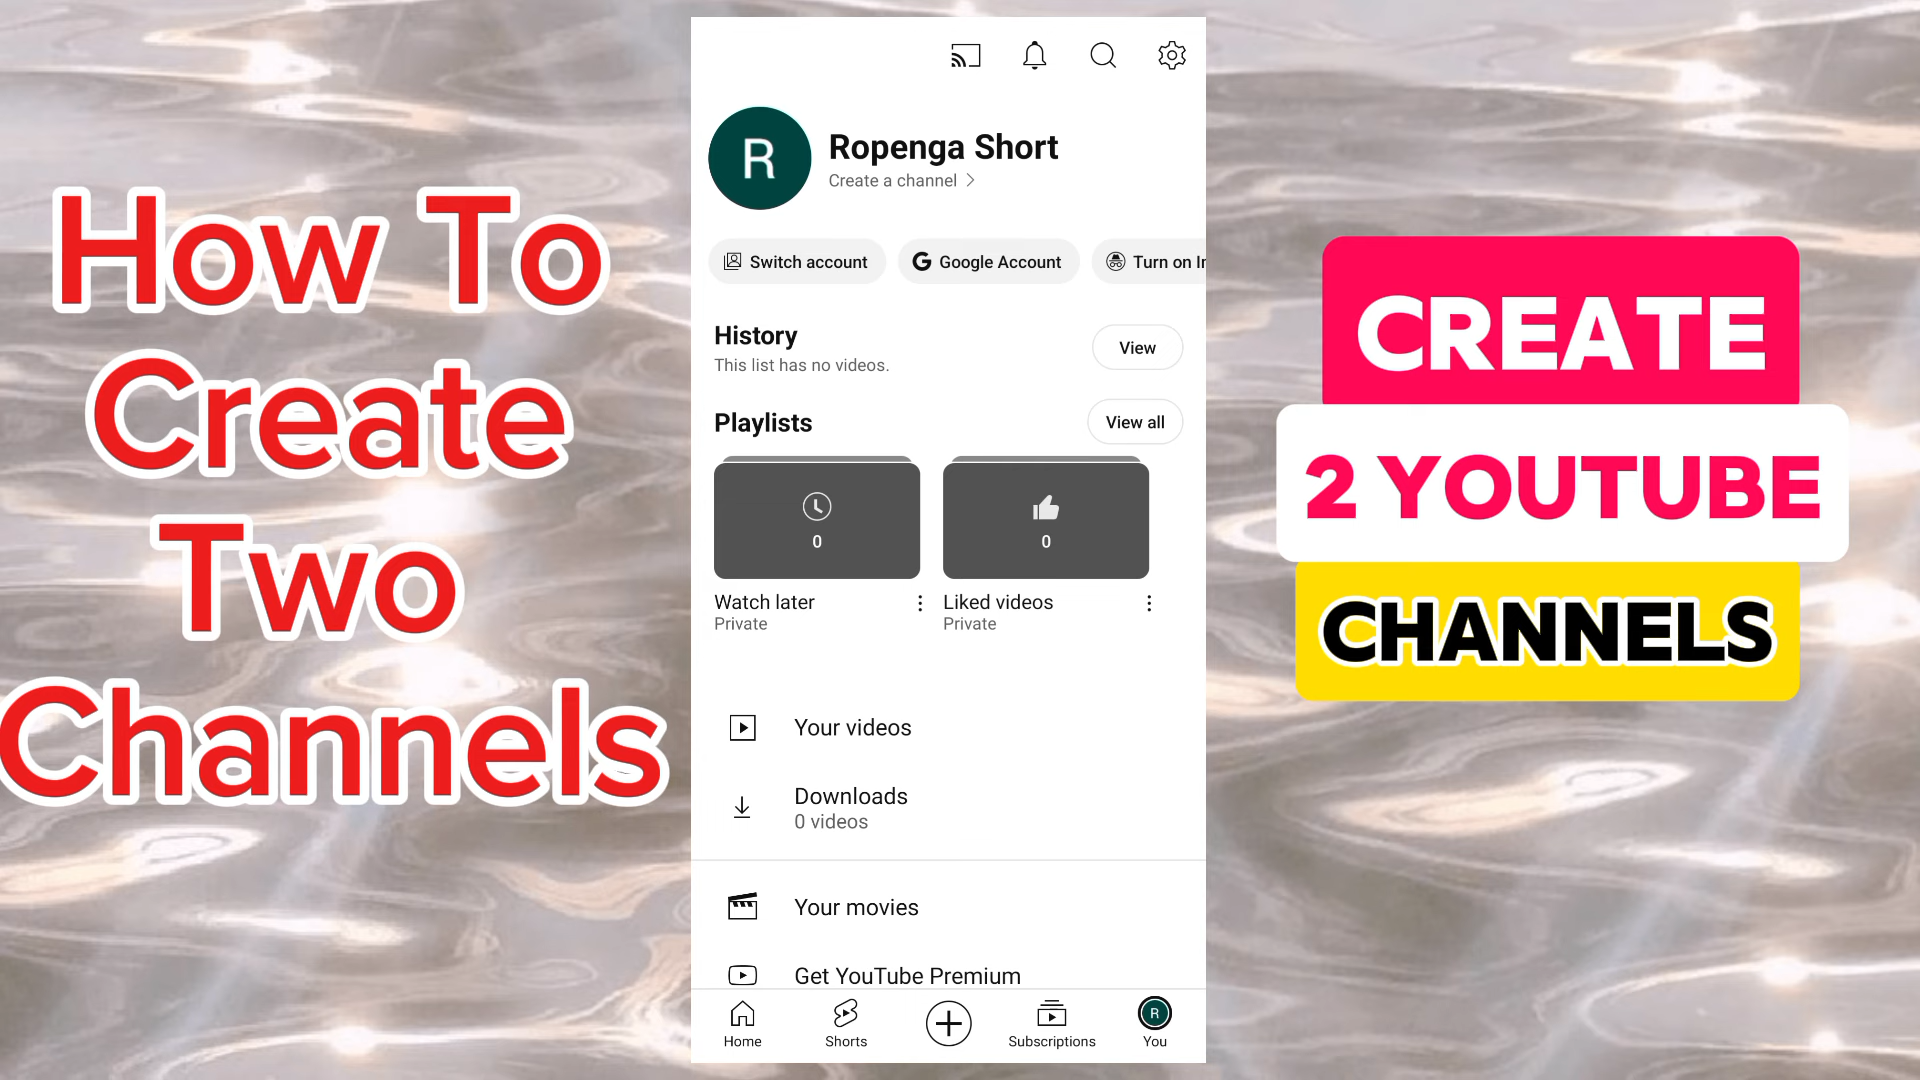 How To
Create
Two
Channels
R
Ropenga Short
Create a channel
Switch account
Google Account
Turn on I
History
This list has no videos.
View
Playlists
View all
0
0
Watch later
Private
Liked videos
Private
Your videos
Downloads
0 videos
Your movies
Get YouTube Premium
Home
Shorts
Subscriptions
R
You
CREATE
2 YOUTUBE
CHANNELS